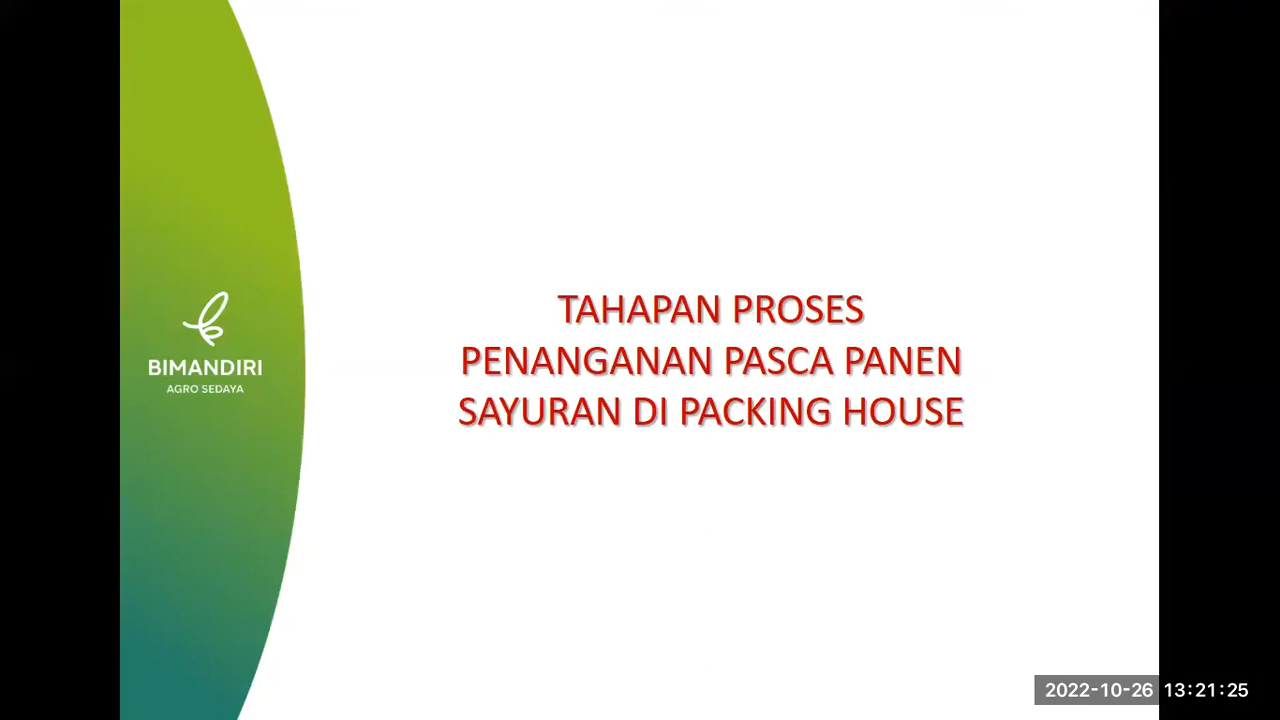 BIMANDIRI
AGRO SEDAYA
TAHAPAN PROSES
PENANGANAN PASCA PANEN
SAYURAN DI PACKING HOUSE
2022-10-26 13:21:25